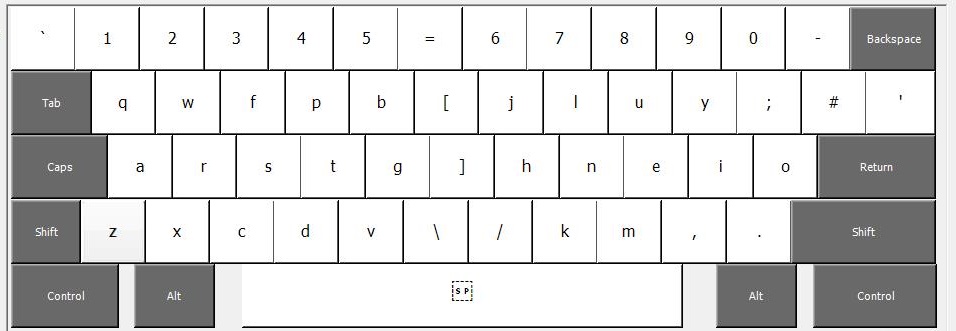 ` 1 2 3 4 5 = 6 7 8 9 0 - Backspace
Tab q w f p b [ j l u y ; # '
Caps a r s t g ] h n e i o Return
Shift z x c d v \ / k m , . Shift
Control Alt SP Alt Control